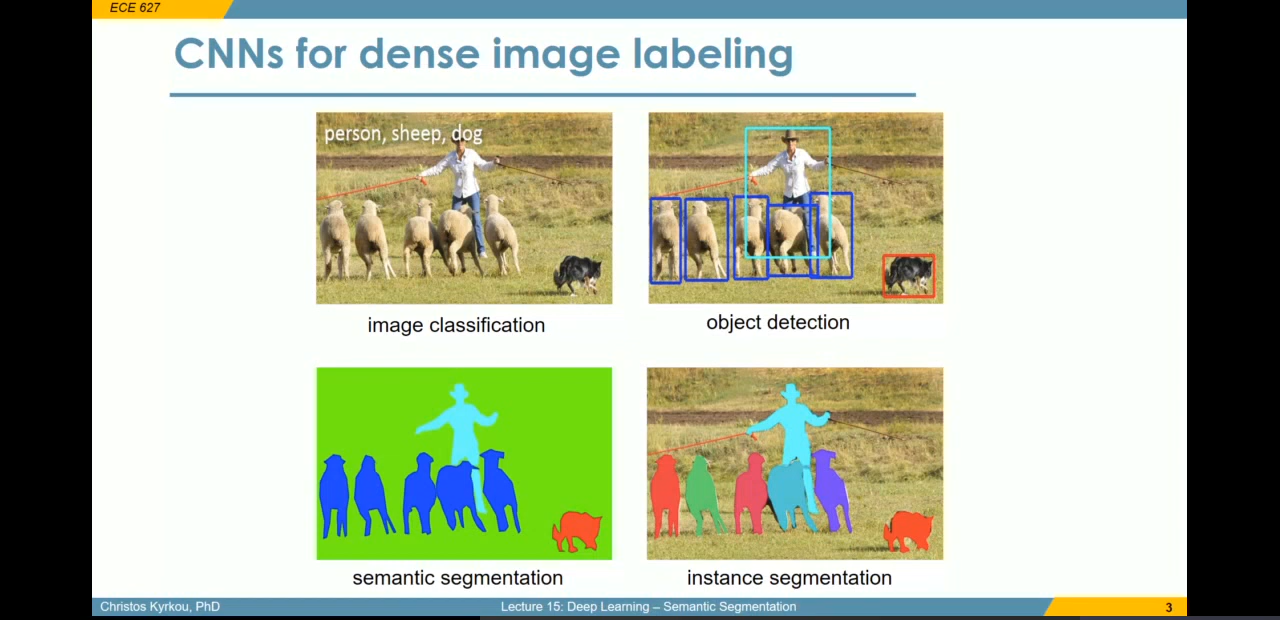 ECE 627
CNNs for dense image labeling
person, sheep, dog
image classification
object detection
semantic segmentation
instance segmentation
Christos Kyrkou, PhD
Lecture 15: Deep Learning – Semantic Segmentation
3